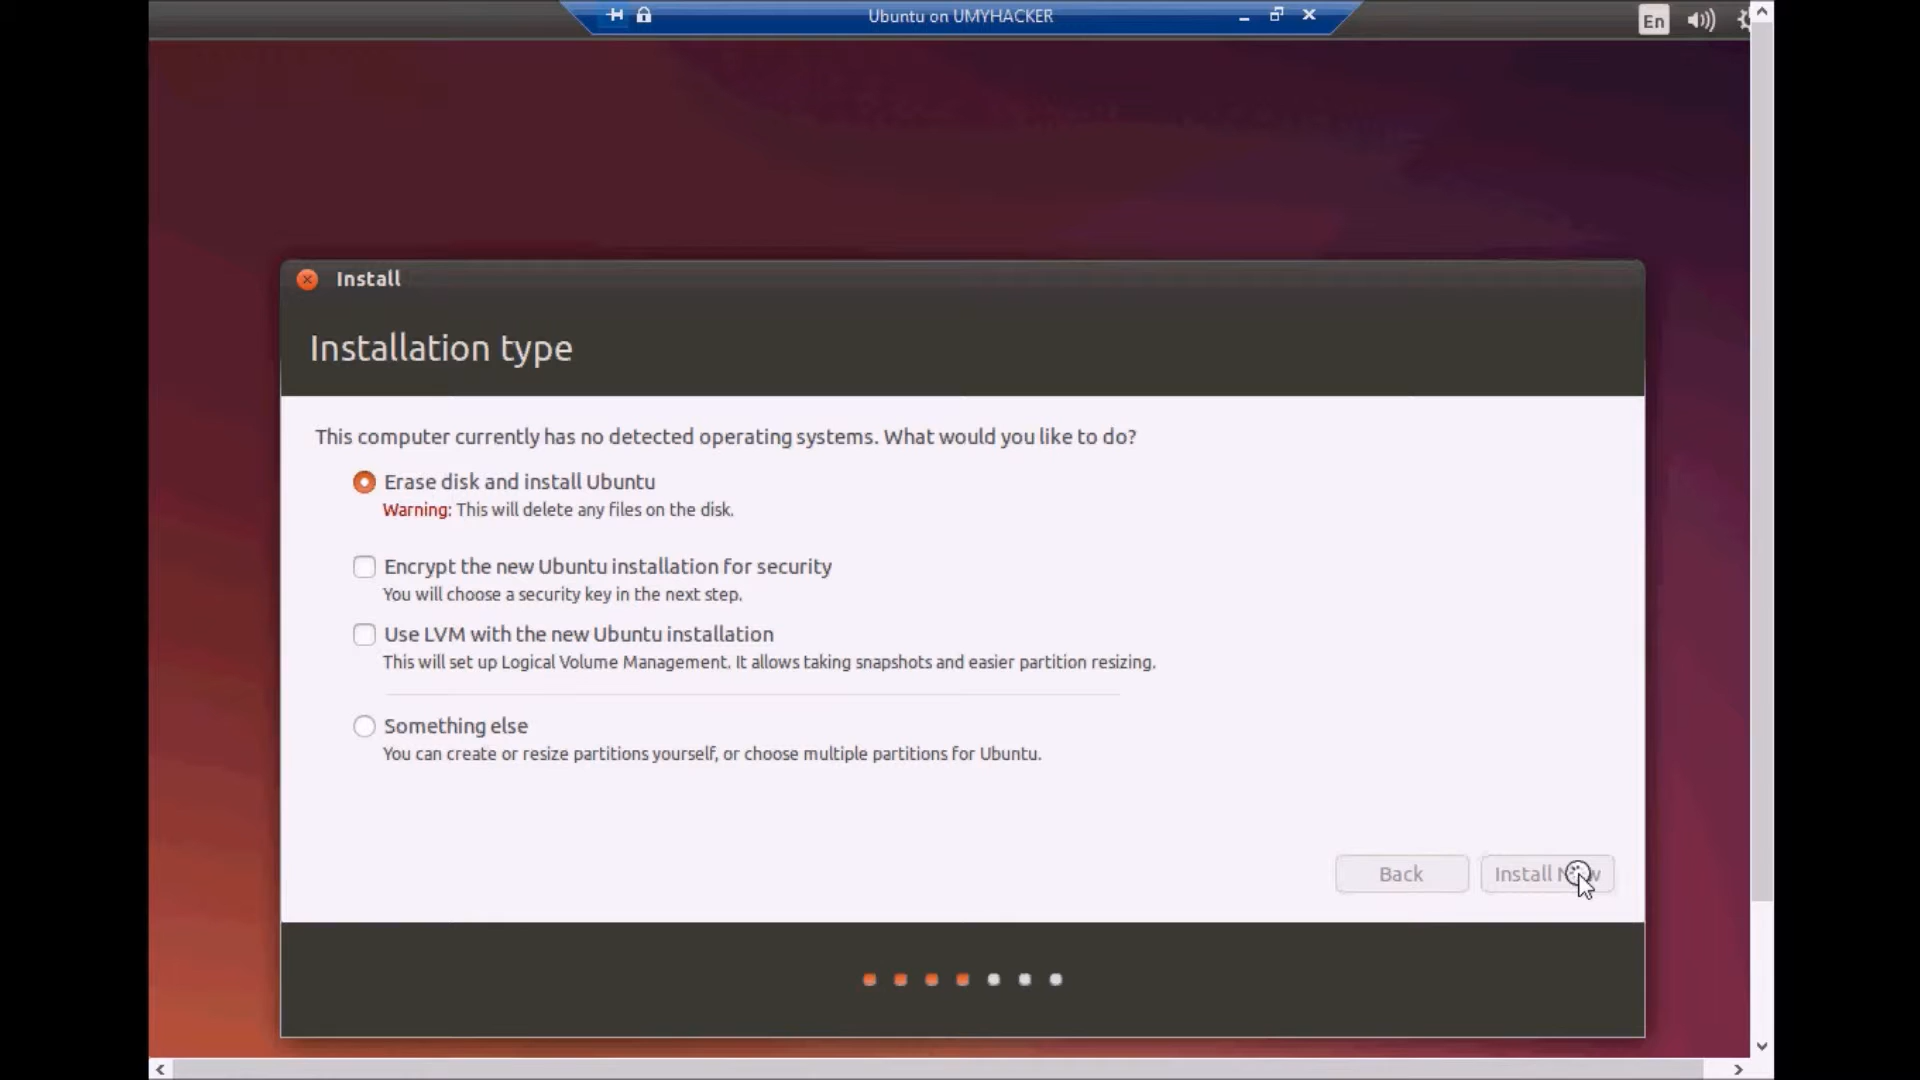 Ubuntu on UMYHACKER
En
Install
Installation type
This computer currently has no detected operating systems. What would you like to do?
Erase disk and install Ubuntu
Warning: This will delete any files on the disk.
Encrypt the new Ubuntu installation for security
You will choose a security key in the next step.
Use LVM with the new Ubuntu installation
This will set up Logical Volume Management. It allows taking snapshots and easier partition resizing.
Something else
You can create or resize partitions yourself, or choose multiple partitions for Ubuntu.
Back
Install Now